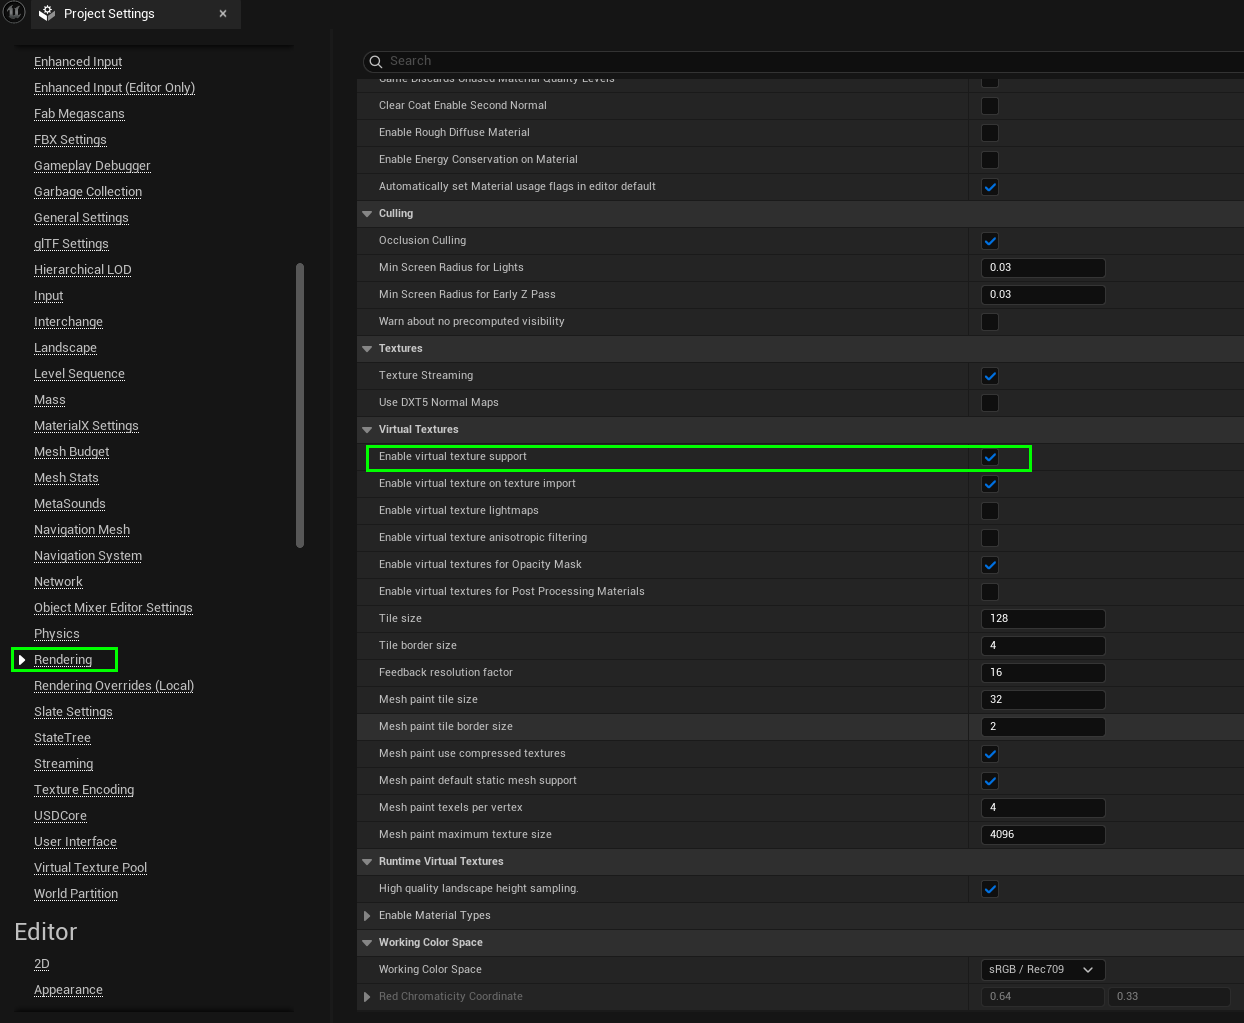 Project Settings
Enhanced Input
Enhanced Input (Editor Only)
Fab Megascans
FBX Settings
Gameplay Debugger
Garbage Collection
General Settings
glTF Settings
Hierarchical LOD
Input
Interchange
Landscape
Level Sequence
Mass
MaterialX Settings
Mesh Budget
Mesh Stats
MetaSounds
Navigation Mesh
Navigation System
Network
Object Mixer Editor Settings
Physics
Rendering
Rendering Overrides (Local)
Slate Settings
StateTree
Streaming
Texture Encoding
USDCore
User Interface
Virtual Texture Pool
World Partition
Editor
2D
Appearance
Search
Game Discards Unused Material Quality Levels
Clear Coat Enable Second Normal
Enable Rough Diffuse Material
Enable Energy Conservation on Material
Automatically set Material usage flags in editor default
Culling
Occlusion Culling
Min Screen Radius for Lights 0.03
Min Screen Radius for Early Z Pass 0.03
Warn about no precomputed visibility
Textures
Texture Streaming
Use DXT5 Normal Maps
Virtual Textures
Enable virtual texture support
Enable virtual texture on texture import
Enable virtual texture lightmaps
Enable virtual texture anisotropic filtering
Enable virtual textures for Opacity Mask
Enable virtual textures for Post Processing Materials
Tile size 128
Tile border size 4
Feedback resolution factor 16
Mesh paint tile size 32
Mesh paint tile border size 2
Mesh paint use compressed textures
Mesh paint default static mesh support
Mesh paint texels per vertex 4
Mesh paint maximum texture size 4096
Runtime Virtual Textures
High quality landscape height sampling.
Enable Material Types
Working Color Space
Working Color Space sRGB / Rec709
Red Chromaticity Coordinate 0.64 0.33